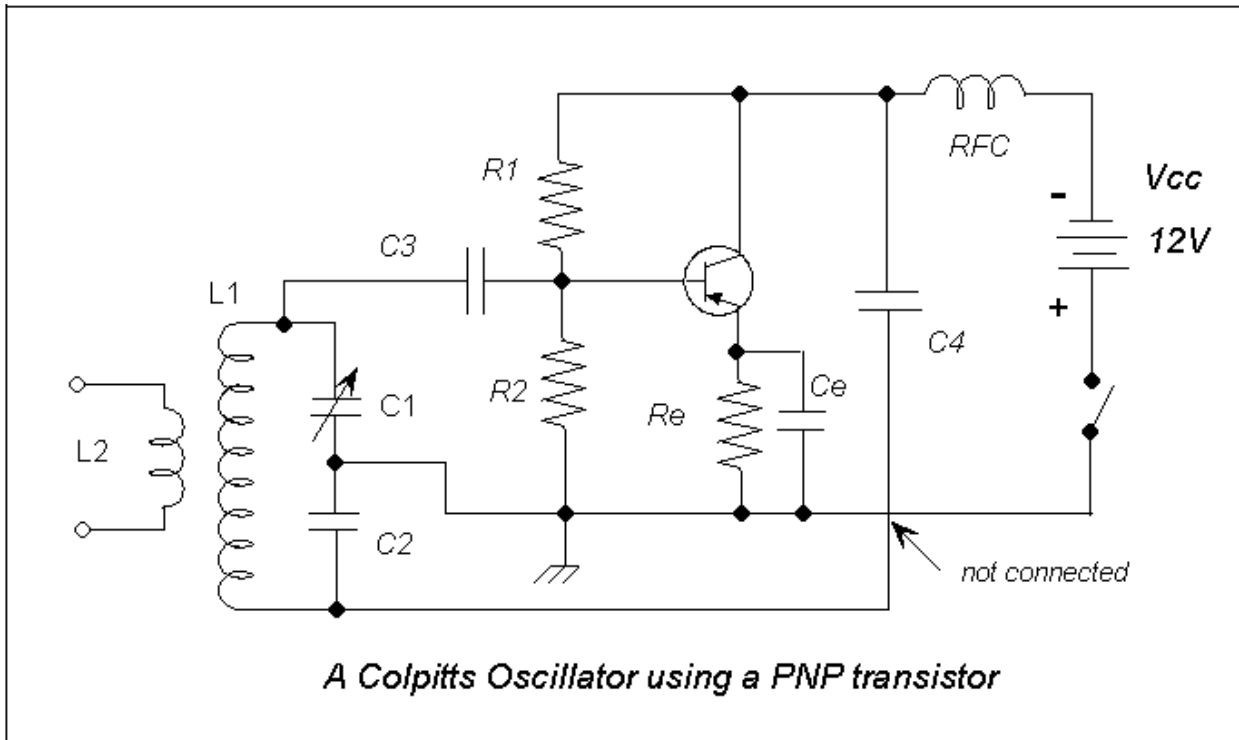 RFC
R1
Vcc
-
12V
C3
L1
+
C4
R2
Ce
C1
Re
L2
C2
not connected
A Colpitts Oscillator using a PNP transistor